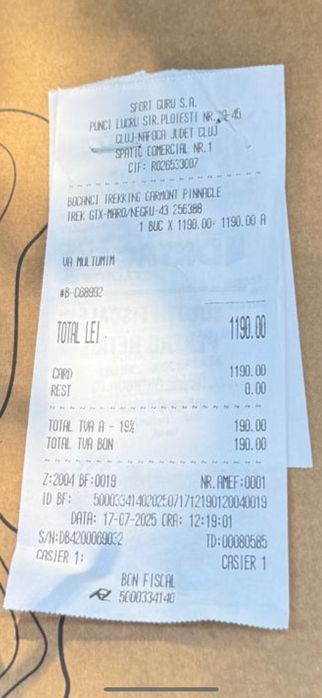 SPORT GURU S.A.
PUNCT LUCRU STR.PLOIESTI NR.
CLUJ-NAPOCA JUDET CLUJ
SPATIU COMERCIAL NR.1
CIF: RO26533807
BOCANCI TREKKING GARMONT PINNACLE
TREK GTX-MARO/NEGRU-43 256388
1 BUC X 1190.00= 1190.00 A
VA MULTUMIM
#B-C68992
TOTAL LEI 1190.00
CARD 1190.00
REST 0.00
TOTAL TVA A - 19% 190.00
TOTAL TVA BON 190.00
Z:2004 BF:0019 NR.AMEF:0001
ID BF: 50003341402025071712190120040019
DATA: 17-07-2025 ORA: 12:19:01
S/N:DB4200069032 TD:00080585
CASIER 1: CASIER 1
BON FISCAL
5000334140